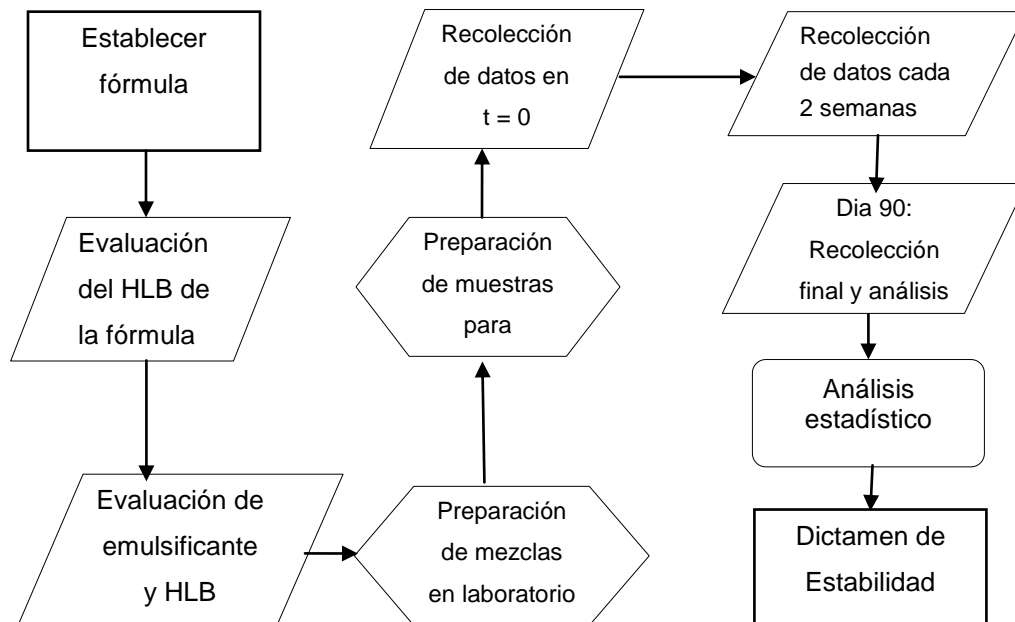 Establecer
fórmula
Evaluación
del HLB de
la fórmula
Evaluación de
emulsificante
y HLB
Preparación
de mezclas
en laboratorio
Preparación
de muestras
para
Recolección
de datos en
t = 0
Recolección
de datos cada
2 semanas
Dia 90:
Recolección
final y análisis
Análisis
estadístico
Dictamen de
Estabilidad